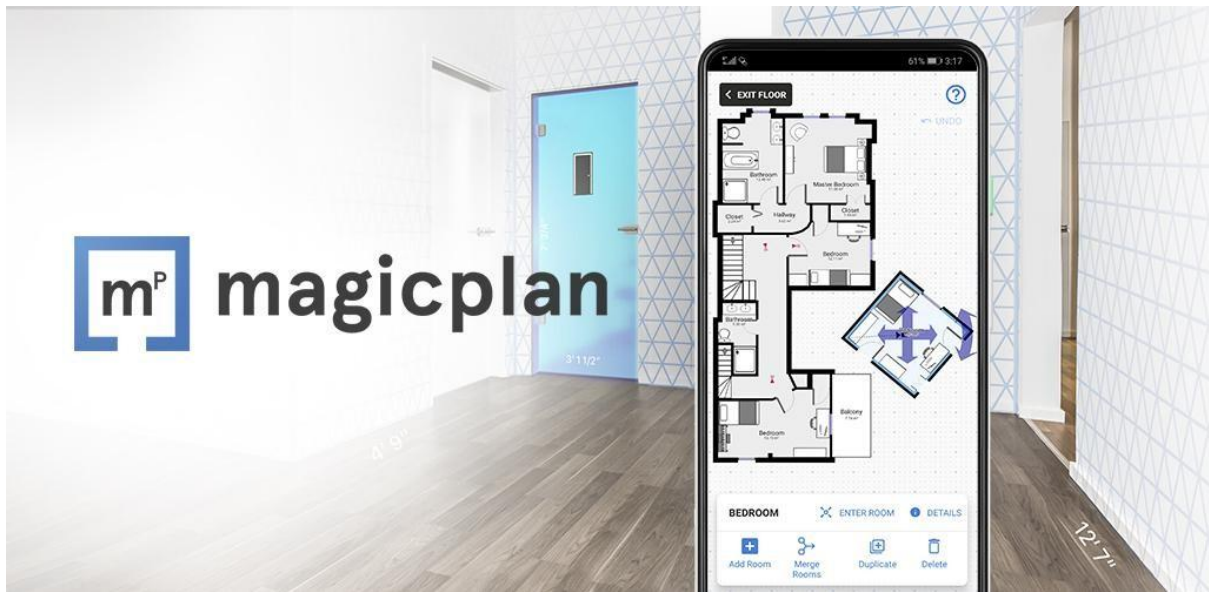 mP magicplan
3' 11/2"
4' 9"
12' 7"
61% 3:17
EXIT FLOOR
?
UNDO
Bathroom
Master Bedroom
Closet
Hallway
Closet
Bedroom
Bathroom
Bedroom
Balcony
BEDROOM
ENTER ROOM
DETAILS
Add Room
Merge
Rooms
Duplicate
Delete